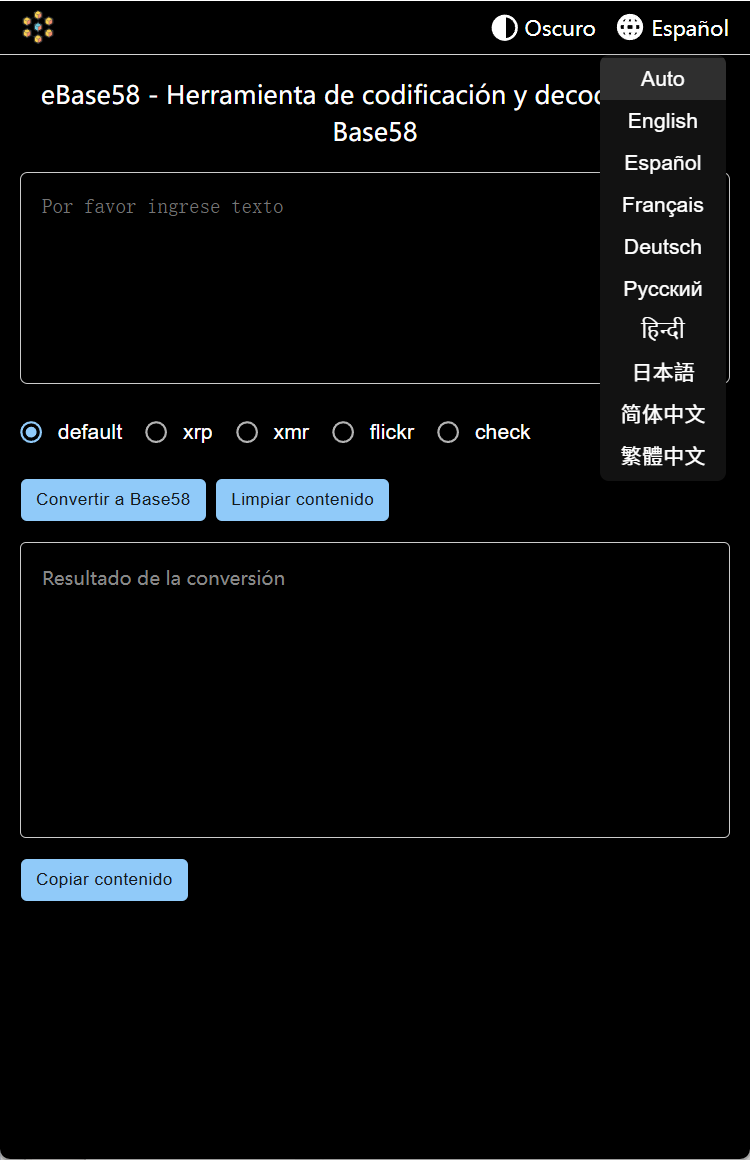 Oscuro
Español
eBase58 - Herramienta de codificación y
Base58
Auto
English
Español
Français
Deutsch
Русский
हिन्दी
日本語
简体中文
繁體中文
Por favor ingrese texto
default
xrp
xmr
flickr
check
Convertir a Base58
Limpiar contenido
Resultado de la conversión
Copiar contenido